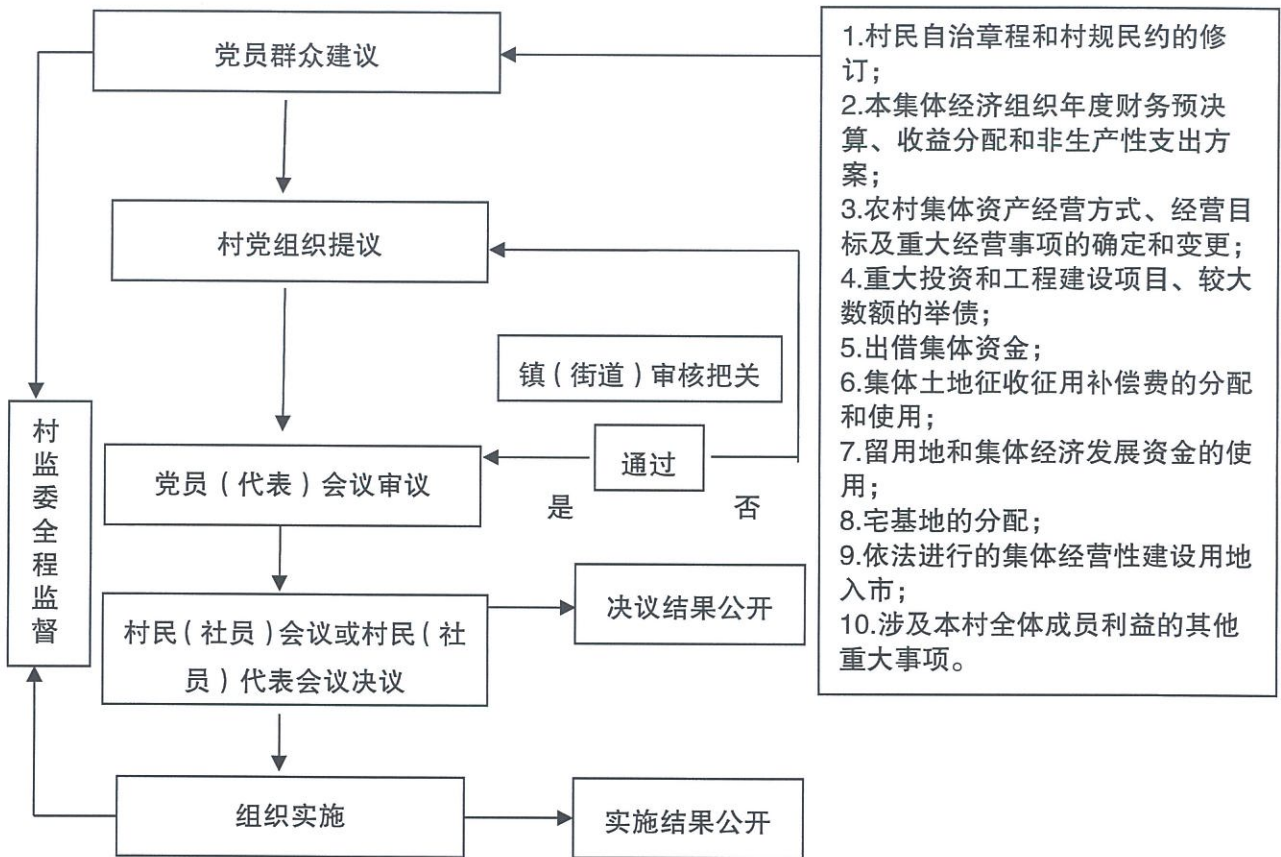 党员群众建议
村党组织提议
镇（街道）审核把关
通过
是
否
党员（代表）会议审议
村民（社员）会议或村民（社
员）代表会议决议
决议结果公开
组织实施
实施结果公开
村
监
委
全
程
监
督
1.村民自治章程和村规民约的修
订；
2.本集体经济组织年度财务预决
算、收益分配和非生产性支出方
案；
3.农村集体资产经营方式、经营目
标及重大经营事项的确定和变更；
4.重大投资和工程建设项目、较大
数额的举债；
5.出借集体资金；
6.集体土地征收征用补偿费的分配
和使用；
7.留用地和集体经济发展资金的使
用；
8.宅基地的分配；
9.依法进行的集体经营性建设用地
入市；
10.涉及本村全体成员利益的其他
重大事项。